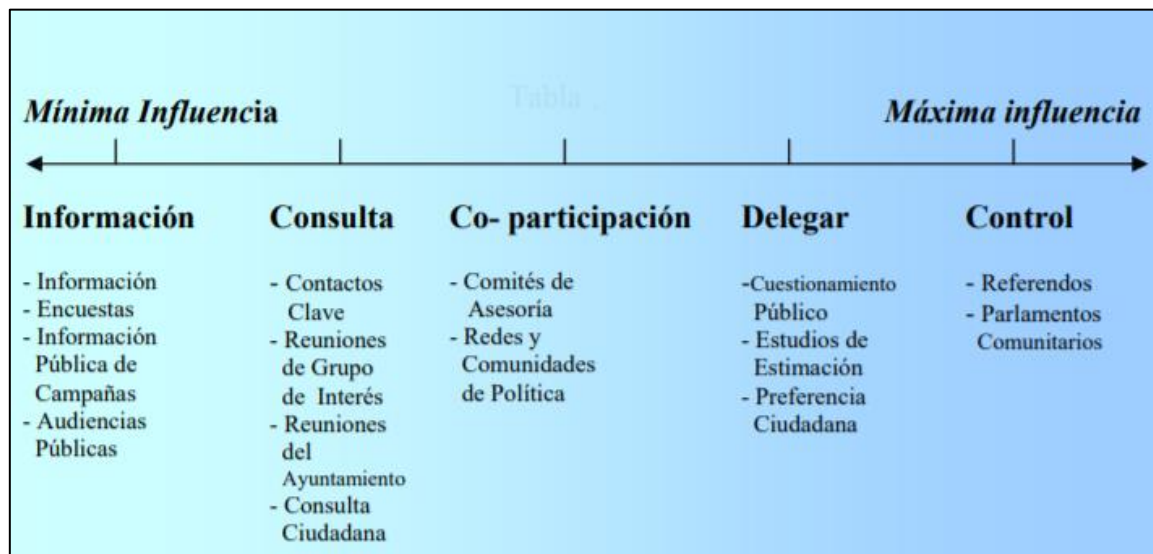 Tabla .
Mínima Influencia
Máxima influencia
Información
- Información
- Encuestas
- Información
Pública de
Campañas
- Audiencias
Públicas
Consulta
- Contactos
Clave
- Reuniones
de Grupo
de Interés
- Reuniones
del
Ayuntamiento
- Consulta
Ciudadana
Co- participación
- Comités de
Asesoría
- Redes y
Comunidades
de Política
Delegar
-Cuestionamiento
Público
- Estudios de
Estimación
- Preferencia
Ciudadana
Control
- Referendos
- Parlamentos
Comunitarios